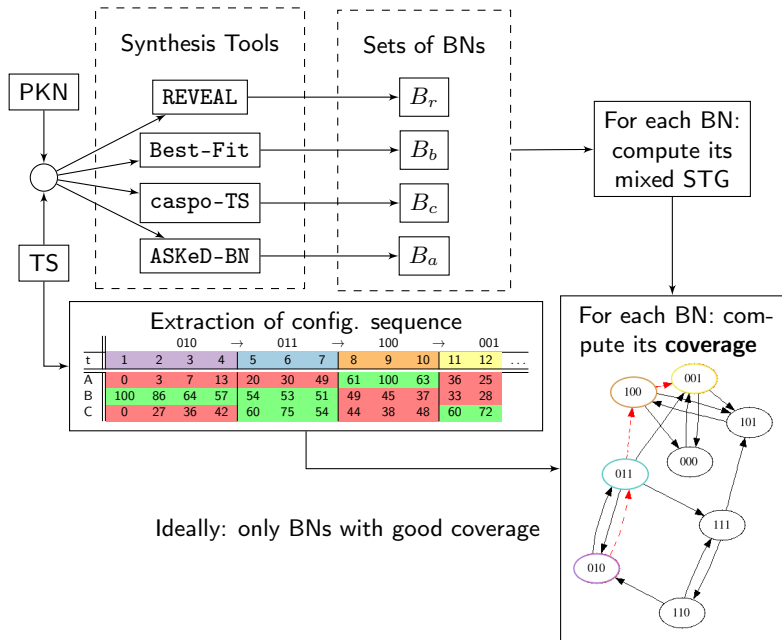 Synthesis Tools
Sets of BNs
PKN
REVEAL
B_r
Best-Fit
B_b
For each BN:
compute its
mixed STG
caspo-TS
B_c
TS
ASKeD-BN
B_a
Extraction of config. sequence
010 → 011 → 100 → 001
t 1 2 3 4 5 6 7 8 9 10 11 12 ...
A 0 3 7 13 20 30 49 61 100 63 36 25
B 100 86 64 57 54 53 51 49 45 37 33 28
C 0 27 36 42 60 75 54 44 38 48 60 72
For each BN: com-
pute its coverage
001
100
101
000
011
111
010
110
Ideally: only BNs with good coverage